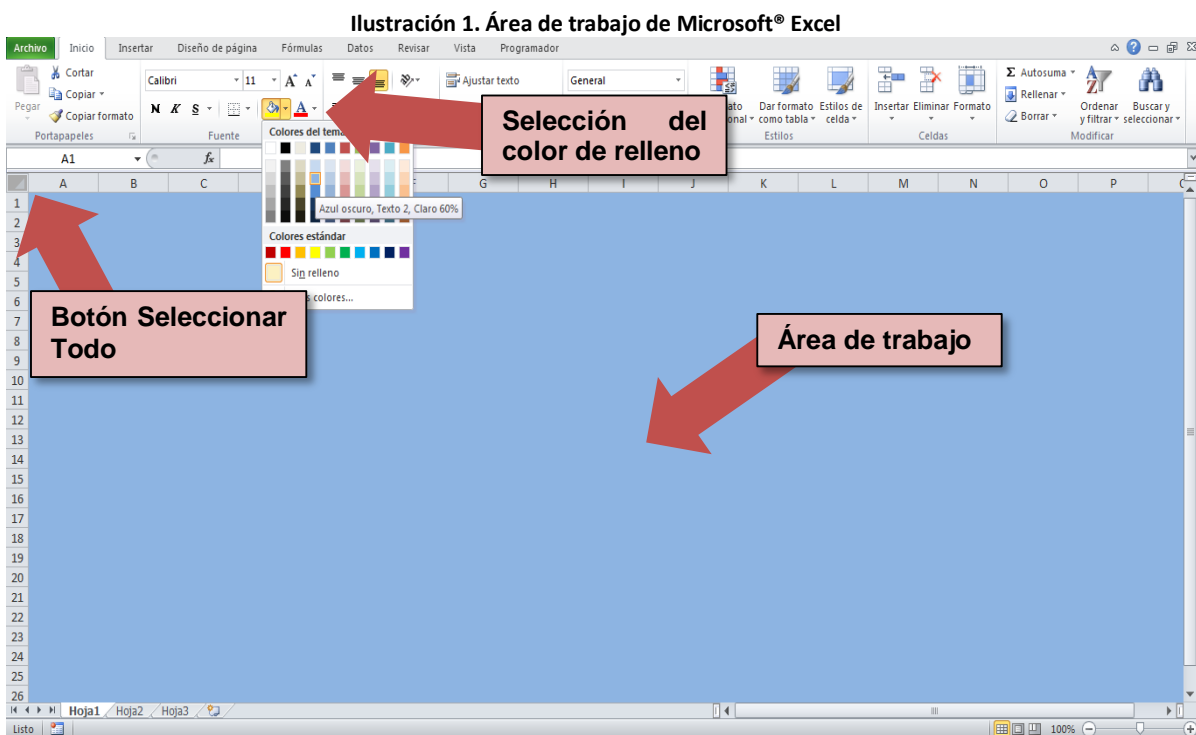 Ilustración 1. Área de trabajo de Microsoft® Excel
Archivo Inicio Insertar Diseño de página Fórmulas Datos Revisar Vista Programador
Cortar
Copiar
Copiar formato
Pegar
Portapapeles
Calibri 11
N K S
Fuente
Ajustar texto
General
Dar formato como tabla
Estilos de celda
Estilos
Insertar Eliminar Formato
Celdas
Σ Autosuma
Rellenar
Borrar
Ordenar y filtrar
Buscar y seleccionar
Modificar
Selección del
color de relleno
A1 fx
Colores del
Azul oscuro, Texto 2, Claro 60%
Colores estándar
Sin relleno
colores...
A B C G H I J K L M N O P
1
2
3
4
5
6
7
8
9
10
11
12
13
14
15
16
17
18
19
20
21
22
23
24
25
26
Botón Seleccionar
Todo
Área de trabajo
Hoja1 Hoja2 Hoja3
Listo 100%